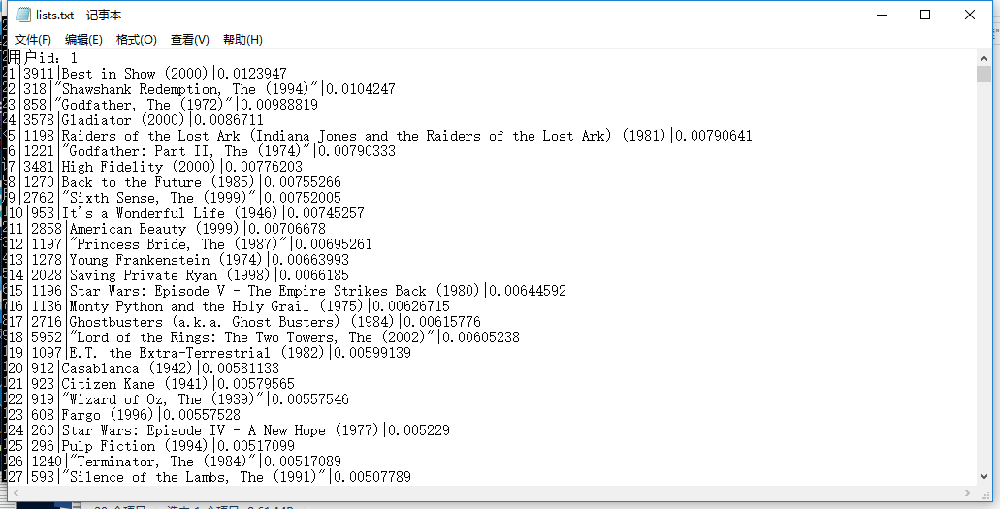 lists.txt - 记事本
文件(F) 编辑(E) 格式(O) 查看(V) 帮助(H)
用户id: 1
1|3911|Best in Show (2000)|0.0123947
2|318|"Shawshank Redemption, The (1994)"|0.0104247
3|858|"Godfather, The (1972)"|0.00988819
4|3578|Gladiator (2000)|0.0086711
5|1198|Raiders of the Lost Ark (Indiana Jones and the Raiders of the Lost Ark) (1981)|0.00790641
6|1221|"Godfather: Part II, The (1974)"|0.00790333
7|3481|High Fidelity (2000)|0.00776203
8|1270|Back to the Future (1985)|0.00755266
9|2762|"Sixth Sense, The (1999)"|0.00752005
10|953|It's a Wonderful Life (1946)|0.00745257
11|2858|American Beauty (1999)|0.00706678
12|1197|"Princess Bride, The (1987)"|0.00695261
13|1278|Young Frankenstein (1974)|0.00663993
14|2028|Saving Private Ryan (1998)|0.0066185
15|1196|Star Wars: Episode V - The Empire Strikes Back (1980)|0.00644592
16|1136|Monty Python and the Holy Grail (1975)|0.00626715
17|2716|Ghostbusters (a.k.a. Ghost Busters) (1984)|0.00615776
18|5952|"Lord of the Rings: The Two Towers, The (2002)"|0.00605238
19|1097|E.T. the Extra-Terrestrial (1982)|0.00599139
20|912|Casablanca (1942)|0.00581133
21|923|Citizen Kane (1941)|0.00579565
22|919|"Wizard of Oz, The (1939)"|0.00557546
23|608|Fargo (1996)|0.00557528
24|260|Star Wars: Episode IV - A New Hope (1977)|0.005229
25|296|Pulp Fiction (1994)|0.00517099
26|1240|"Terminator, The (1984)"|0.00517089
27|593|"Silence of the Lambs, The (1991)"|0.00507789